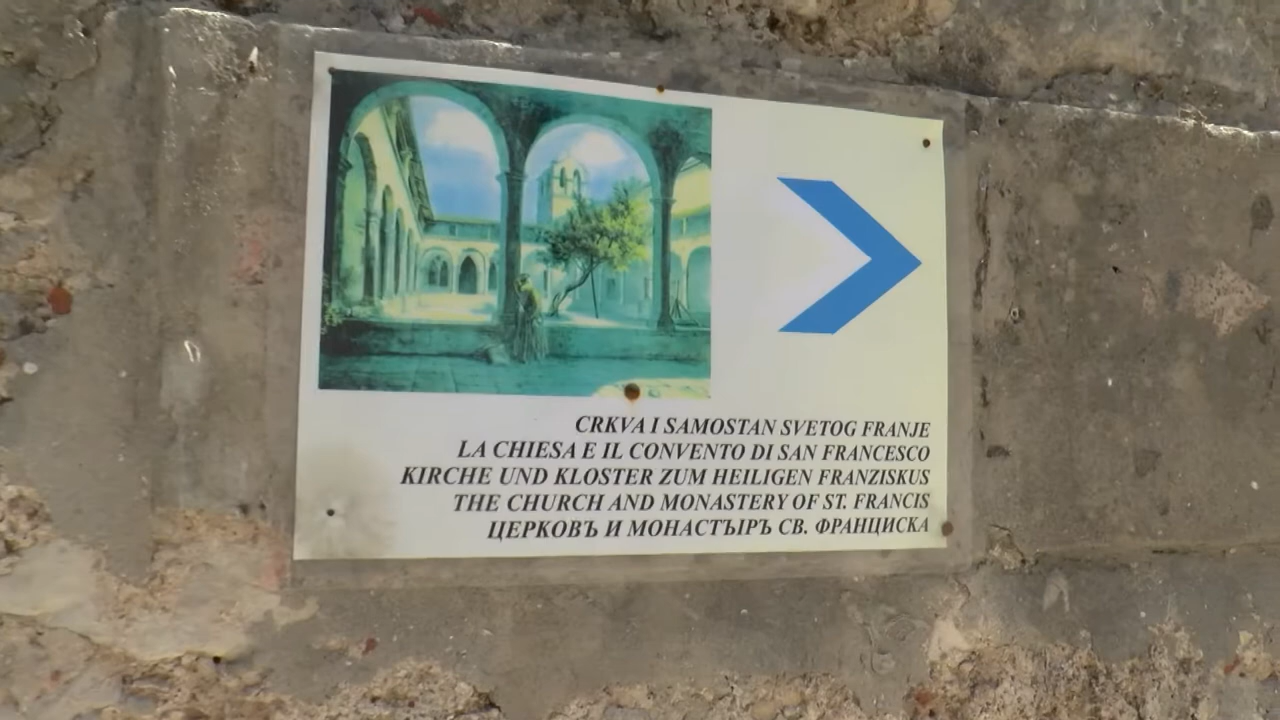 CRKVA I SAMOSTAN SVETOG FRANJE
LA CHIESA E IL CONVENTO DI SAN FRANCESCO
KIRCHE UND KLOSTER ZUM HEILIGEN FRANZISKUS
THE CHURCH AND MONASTERY OF ST. FRANCIS
ЦЕРКОВЪ И МОНАСТЪІРЪ СВ. ФРАНЦИСКА